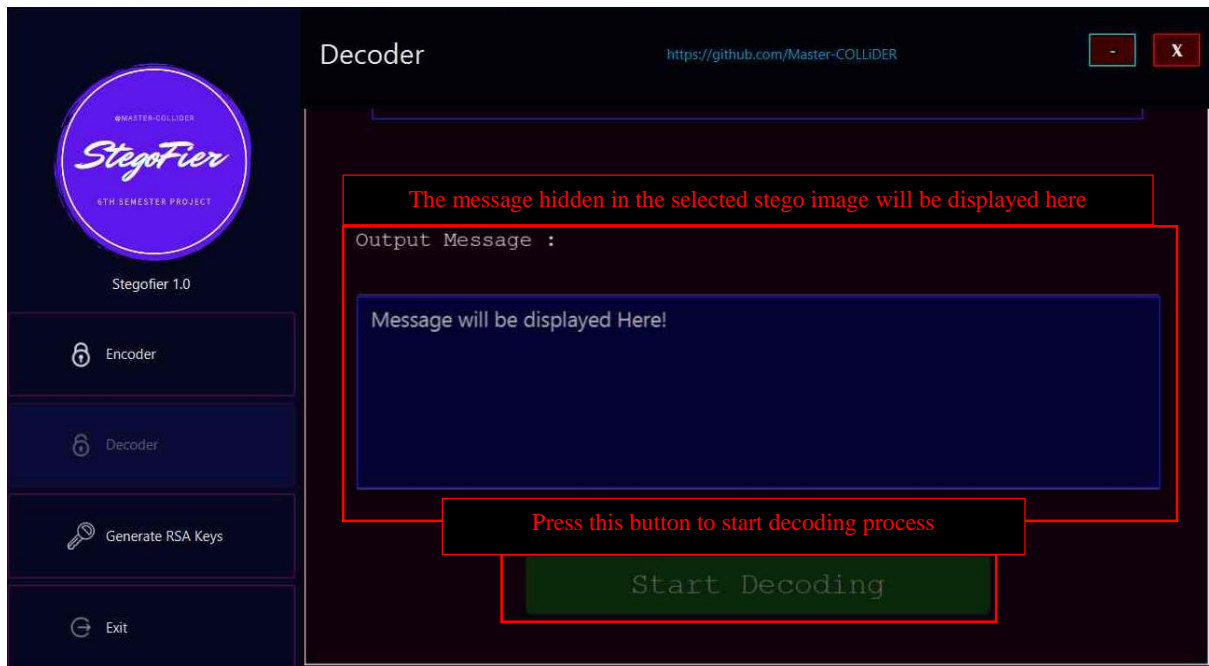 @MASTER-COLLIDER
StegoFier
6TH SEMESTER PROJECT
Stegofier 1.0
Encoder
Decoder
Generate RSA Keys
Exit
Decoder
https://github.com/Master-COLLiDER
-
X
The message hidden in the selected stego image will be displayed here
Output Message :
Message will be displayed Here!
Press this button to start decoding process
Start Decoding